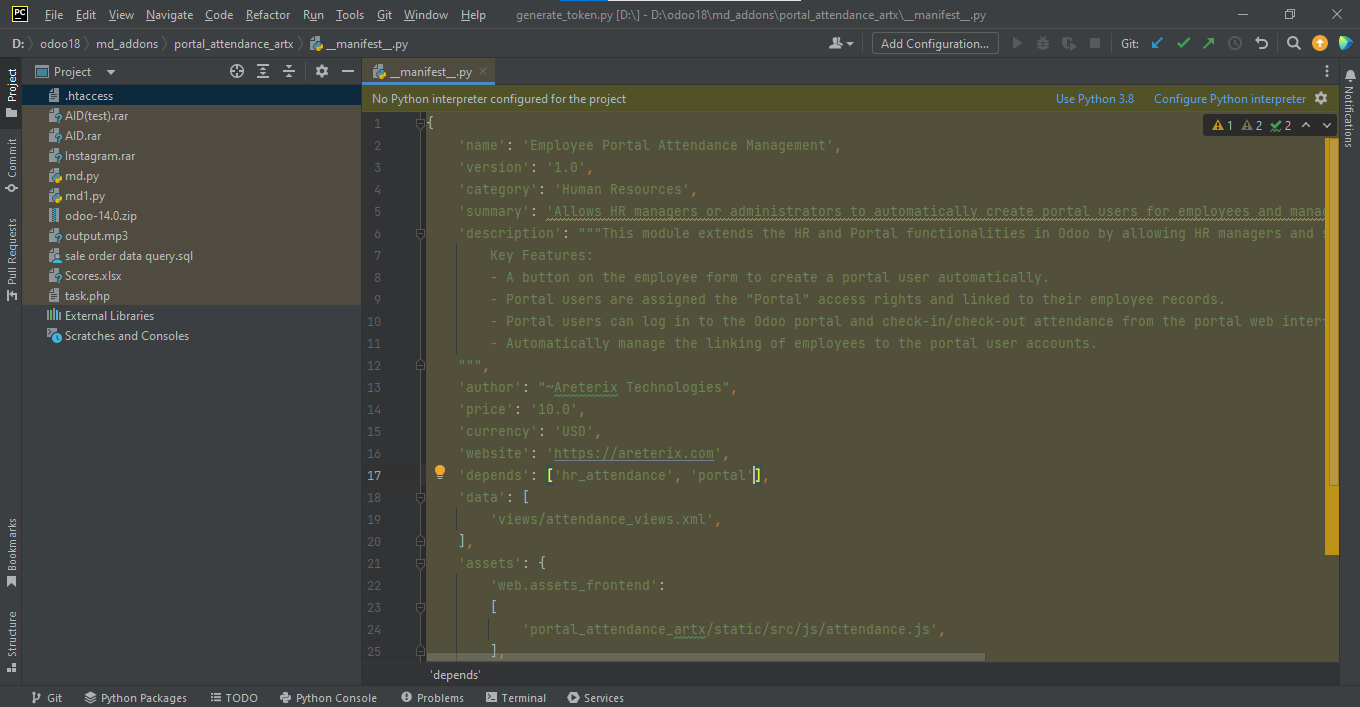 PC File Edit View Navigate Code Refactor Run Tools Git Window Help generate_token.py [D:\] - D:\odoo18\md_addons\portal_attendance_artx\__manifest__.py
D: odoo18 md_addons portal_attendance_artx __manifest__.py Add Configuration... Git:
Project
Project
__manifest__.py
No Python interpreter configured for the project Use Python 3.8 Configure Python interpreter
Notifications
Commit
Pull Requests
Bookmarks
Structure
.htaccess
AID(test).rar
AID.rar
Instagram.rar
md.py
md1.py
odoo-14.0.zip
output.mp3
sale order data query.sql
Scores.xlsx
task.php
External Libraries
Scratches and Consoles
1 2 2
1 {
2 'name': 'Employee Portal Attendance Management',
3 'version': '1.0',
4 'category': 'Human Resources',
5 'summary': 'Allows HR managers or administrators to automatically create portal users for employees and mana
6 'description': """This module extends the HR and Portal functionalities in Odoo by allowing HR managers and s
7 Key Features:
8 - A button on the employee form to create a portal user automatically.
9 - Portal users are assigned the "Portal" access rights and linked to their employee records.
10 - Portal users can log in to the Odoo portal and check-in/check-out attendance from the portal web inter
11 - Automatically manage the linking of employees to the portal user accounts.
12 """,
13 'author': "~Areterix Technologies",
14 'price': '10.0',
15 'currency': 'USD',
16 'website': 'https://areterix.com',
17 'depends': ['hr_attendance', 'portal'],
18 'data': [
19 'views/attendance_views.xml',
20 ],
21 'assets': {
22 'web.assets_frontend':
23 [
24 'portal_attendance_artx/static/src/js/attendance.js',
25 ],
'depends'
Git Python Packages TODO Python Console Problems Terminal Services